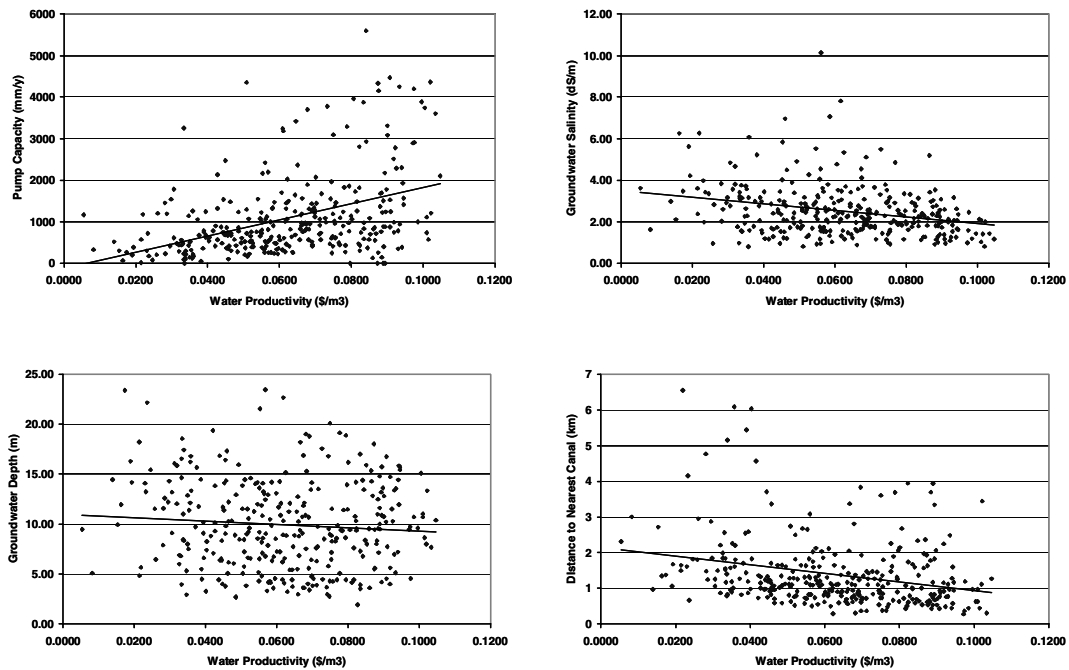 6000
5000
4000
3000
2000
1000
0
Pump Capacity (mm/y)
0.0000 0.0200 0.0400 0.0600 0.0800 0.1000 0.1200
Water Productivity ($/m3)
12.00
10.00
8.00
6.00
4.00
2.00
0.00
Groundwater Salinity (dS/m)
0.0000 0.0200 0.0400 0.0600 0.0800 0.1000 0.1200
Water Productivity ($/m3)
25.00
20.00
15.00
10.00
5.00
0.00
Groundwater Depth (m)
0.0000 0.0200 0.0400 0.0600 0.0800 0.1000 0.1200
Water Productivity ($/m3)
7
6
5
4
3
2
1
0
Distance to Nearest Canal (km)
0.0000 0.0200 0.0400 0.0600 0.0800 0.1000 0.1200
Water Productivity ($/m3)